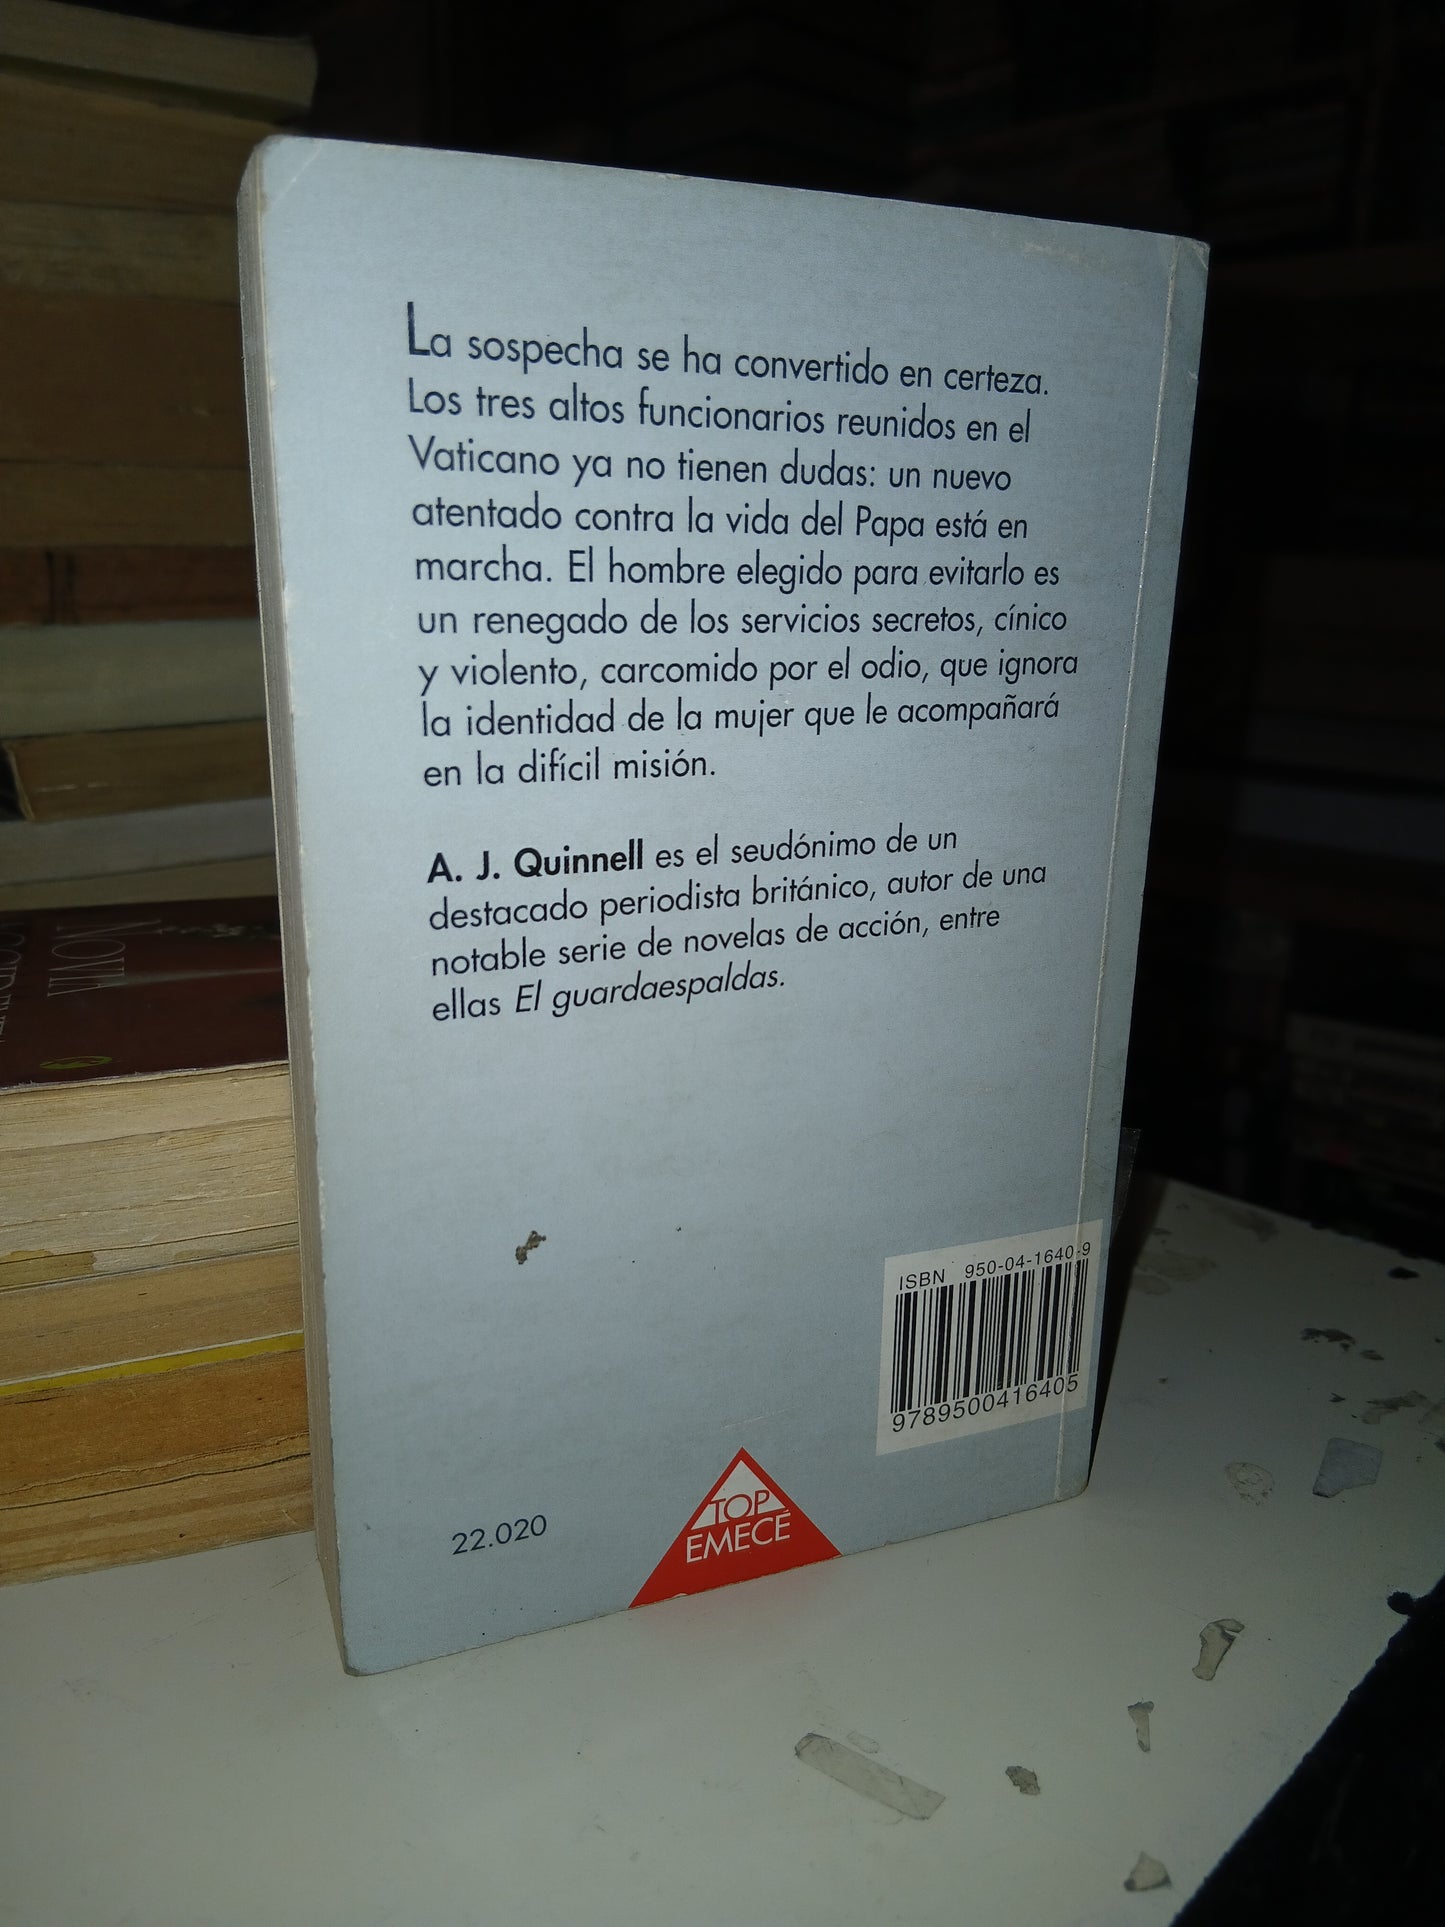 La sospecha se ha convertido en certeza.
Los tres altos funcionarios reunidos en el
Vaticano ya no tienen dudas: un nuevo
atentado contra la vida del Papa está en
marcha. El hombre elegido para evitarlo es
un renegado de los servicios secretos, cínico
y violento, carcomido por el odio, que ignora
la identidad de la mujer que le acompañará
en la difícil misión.
A. J. Quinnell es el seudónimo de un
destacado periodista británico, autor de una
notable serie de novelas de acción, entre
ellas El guardaespaldas.
ISBN 950-04-1640-9
9789500416405
22.020
TOP
EMECÉ
NOVIA